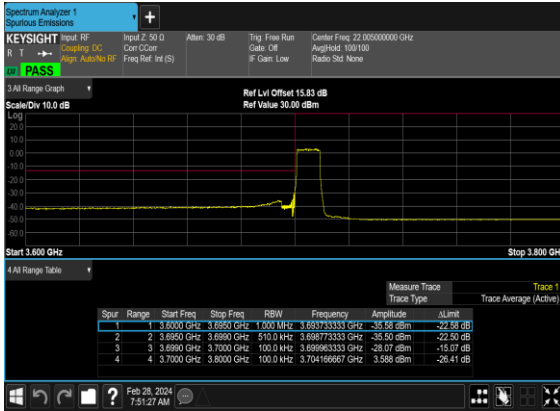 Spectrum Analyzer 1
Spurious Emissions
+
KEYSIGHT Input: RF Input Z: 50 Ω Atten: 30 dB Trig: Free Run Center Freq: 22.005000000 GHz
R T Coupling: DC Corr CCorr Gate: Off Avg|Hold: 100/100
Align: Auto/No RF Freq Ref: Int (S) IF Gain: Low Radio Std: None
PASS
3 All Range Graph
Ref Lvl Offset 15.83 dB
Scale/Div 10.0 dB Ref Value 30.00 dBm
Log
20.0
10.0
0.00
-10.0
-20.0
-30.0
-40.0
-50.0
-60.0
Start 3.600 GHz Stop 3.800 GH
4 All Range Table
Measure Trace Trace 1
Trace Type Trace Average (Active)
Spur Range Start Freq Stop Freq RBW Frequency Amplitude ΔLimit
1 1 3.6000 GHz 3.6950 GHz 1.000 MHz 3.693733333 GHz -35.58 dBm -22.58 dB
2 2 3.6950 GHz 3.6990 GHz 510.0 kHz 3.698773333 GHz -35.50 dBm -22.50 dB
3 3 3.6990 GHz 3.7000 GHz 100.0 kHz 3.699963333 GHz -28.07 dBm -15.07 dB
4 4 3.7000 GHz 3.8000 GHz 100.0 kHz 3.704166667 GHz 3.588 dBm -26.41 dB
Feb 28, 2024
7:51:27 AM